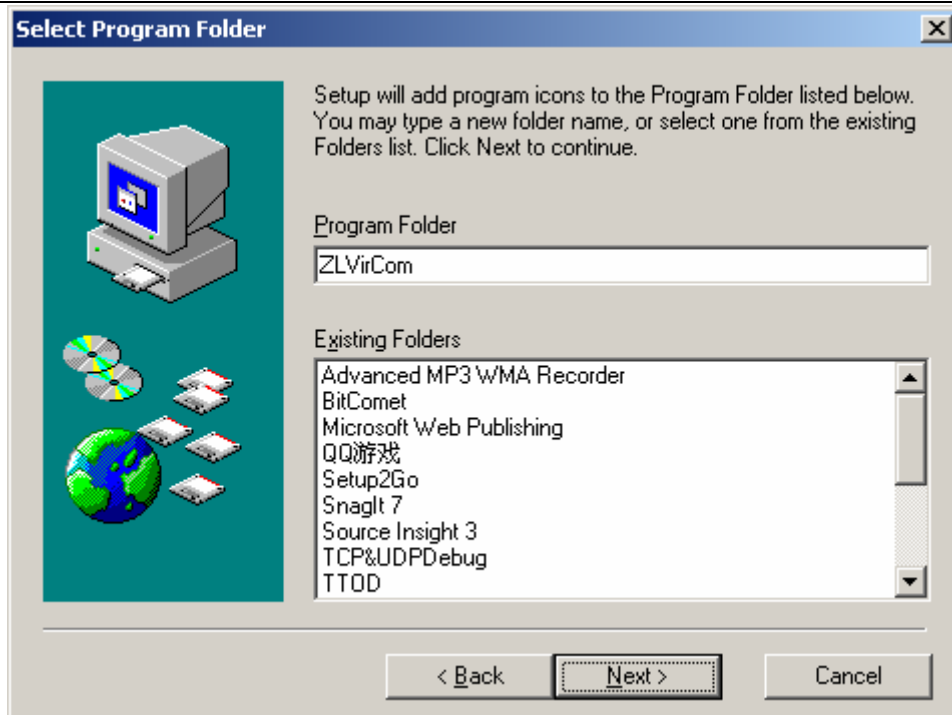 Select Program Folder
Setup will add program icons to the Program Folder listed below.
You may type a new folder name, or select one from the existing
Folders list. Click Next to continue.
Program Folder
ZLVirCom
Existing Folders
Advanced MP3 WMA Recorder
BitComet
Microsoft Web Publishing
QQ游戏
Setup2Go
SnagIt 7
Source Insight 3
TCP&UDPDebug
TTOD
< Back
Next >
Cancel